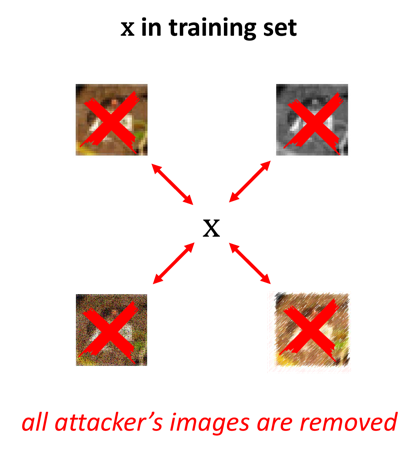 x in training set
x
all attacker's images are removed